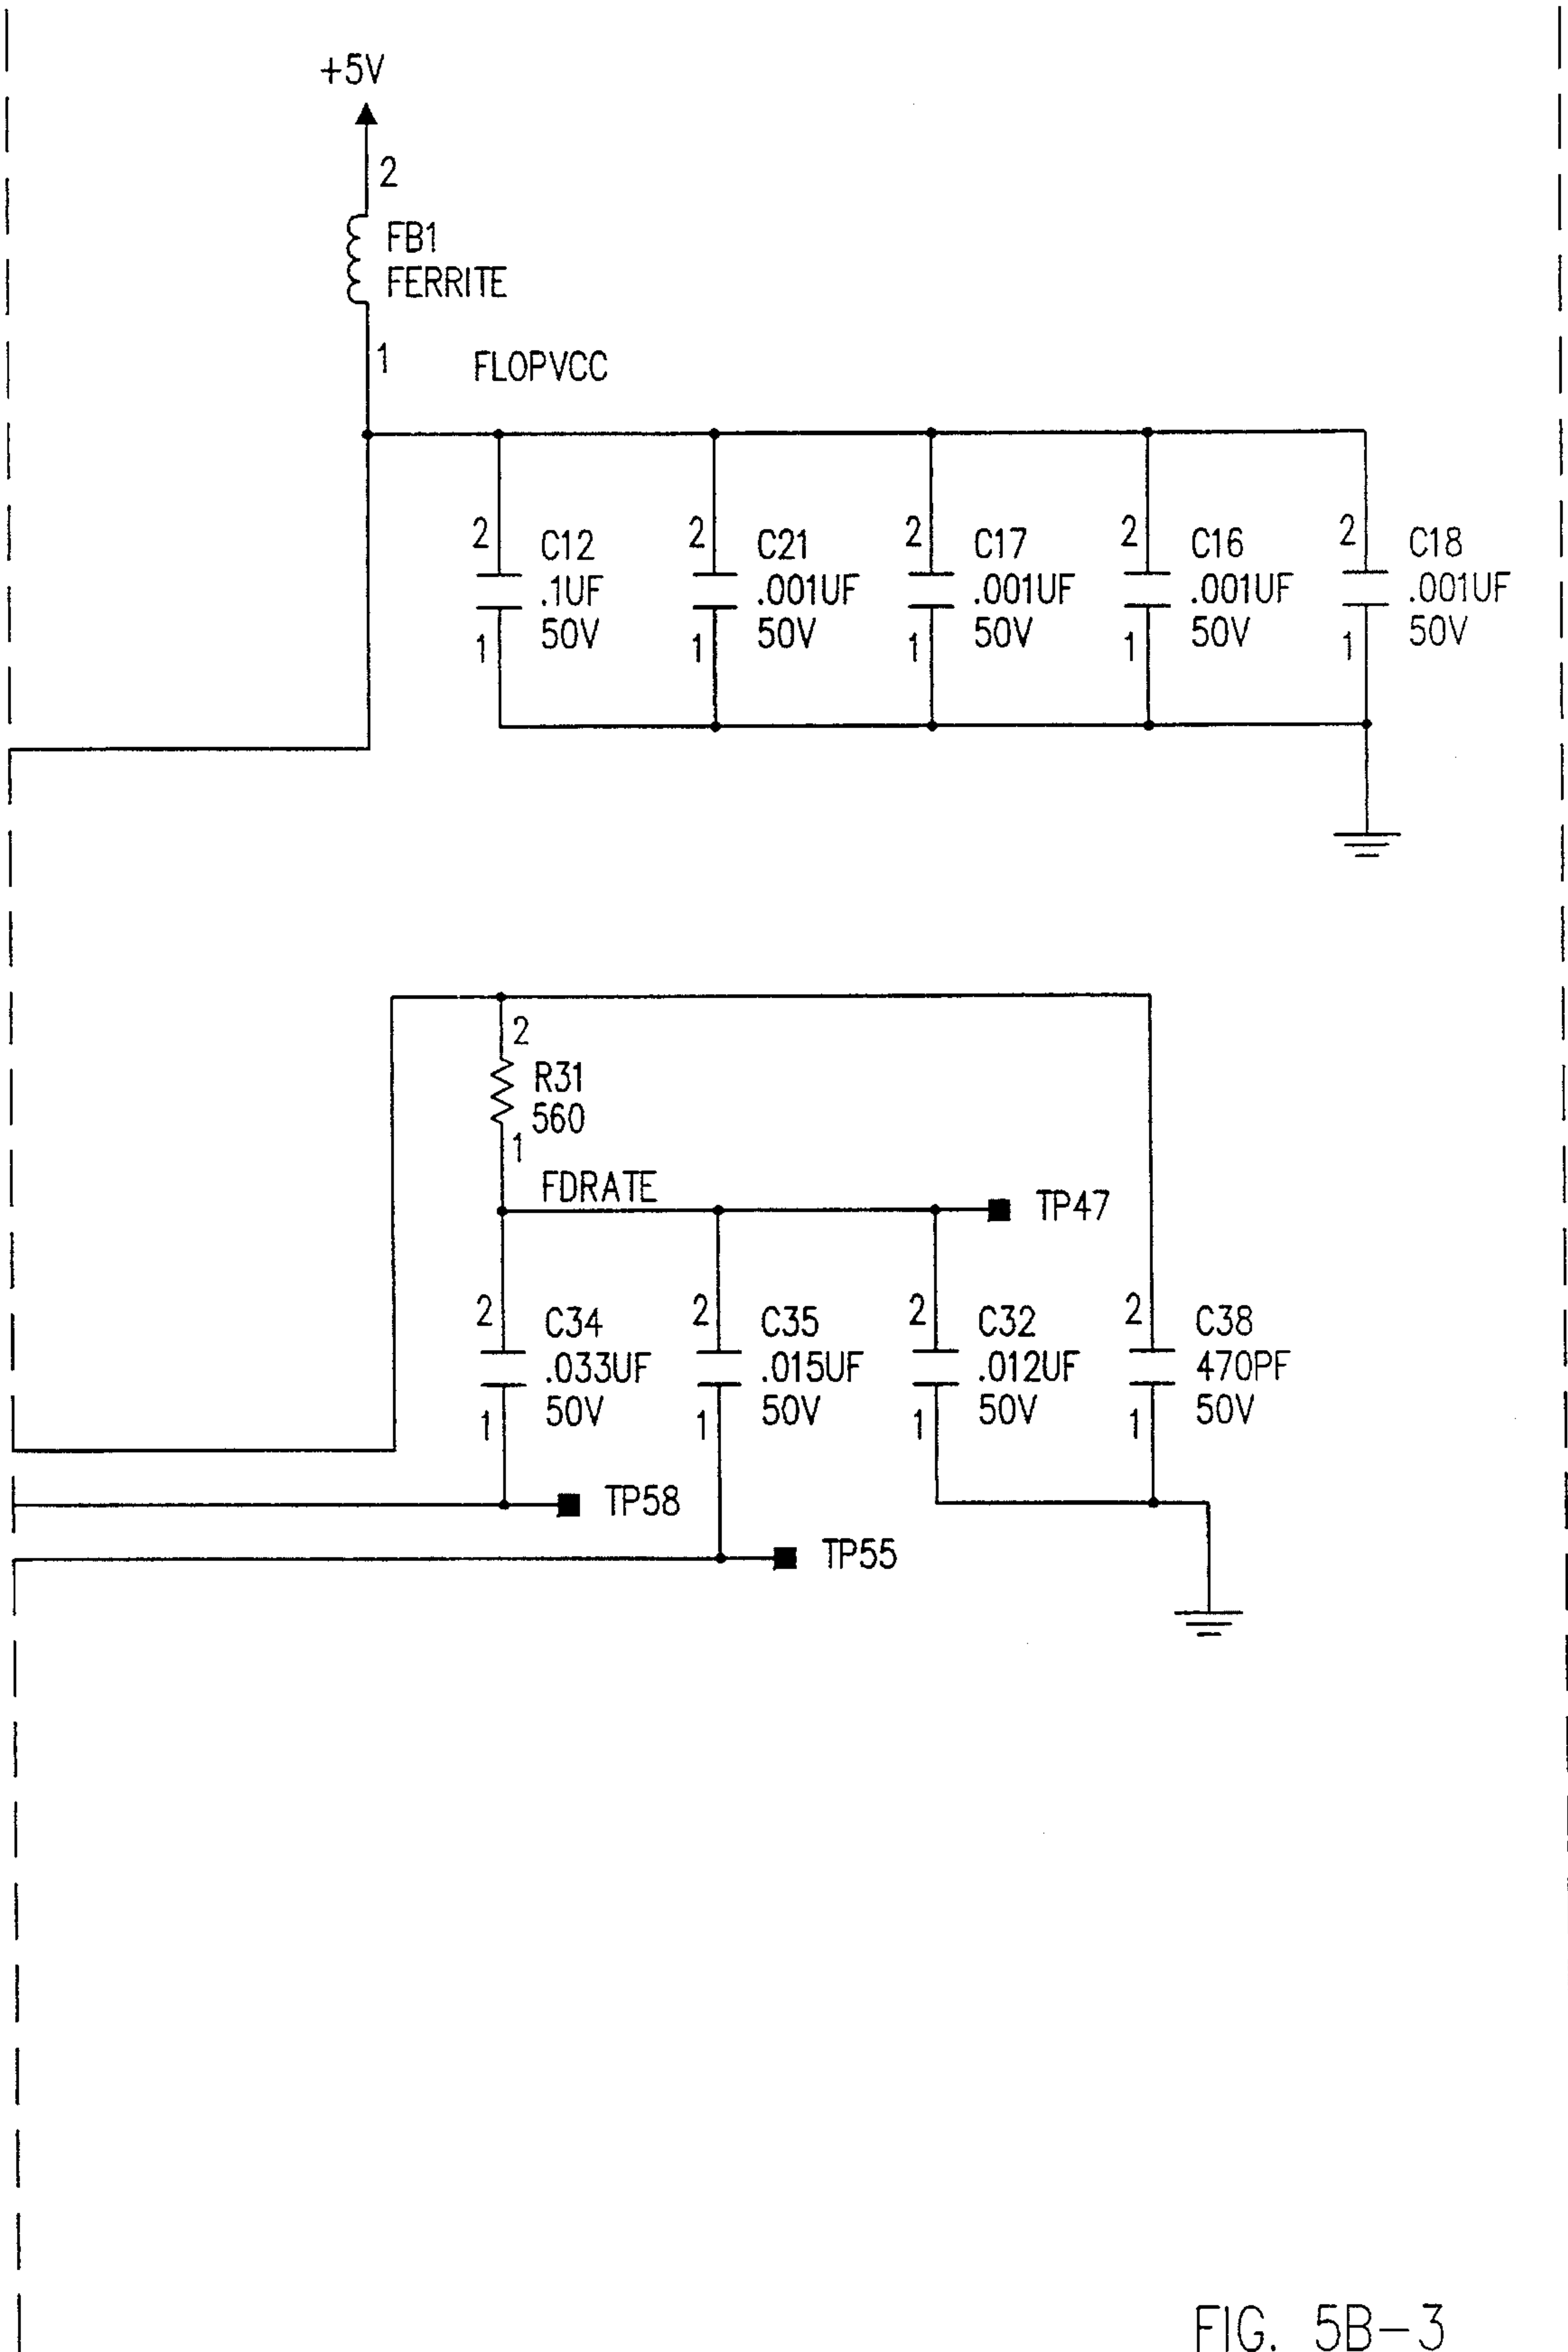 +5V
2
FB1
FERRITE
1
FLOPVCC
2
C12
.1UF
50V
1
2
C21
.001UF
50V
1
2
C17
.001UF
50V
1
2
C16
.001UF
50V
1
2
C18
.001UF
50V
1
2
R31
560
1
FDRATE
TP47
2
C34
.033UF
50V
1
2
C35
.015UF
50V
1
2
C32
.012UF
50V
1
2
C38
470PF
50V
1
TP58
TP55
FIG. 5B-3